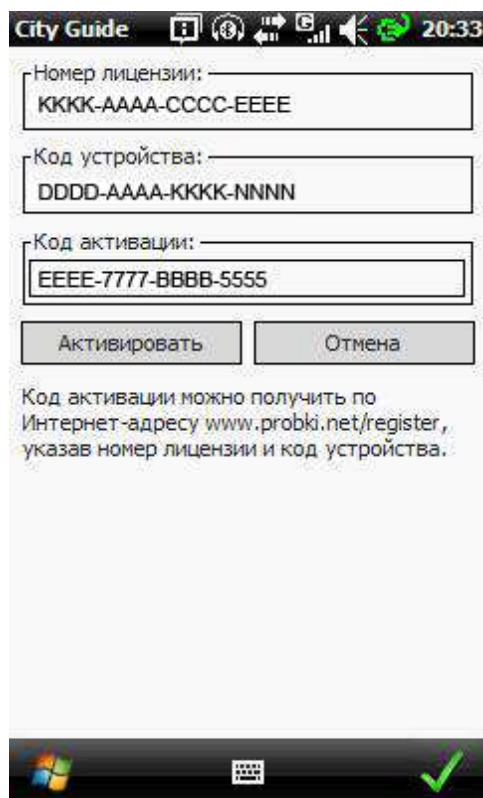 City Guide 20:33
Номер лицензии:
KKKK-AAAA-CCCC-EEEE
Код устройства:
DDDD-AAAA-KKKK-NNNN
Код активации:
EEEE-7777-BBBB-5555
Активировать Отмена
Код активации можно получить по
Интернет-адресу www.probki.net/register,
указав номер лицензии и код устройства.